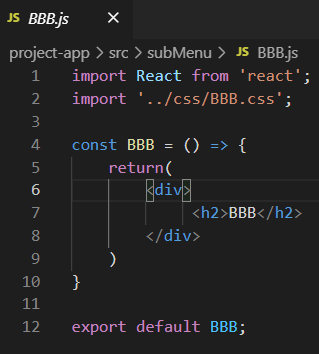 JS BBB.js ×
project-app > src > subMenu > JS BBB.js
1 import React from 'react';
2 import '../css/BBB.css';
3
4 const BBB = () => {
5 return(
6 <div>
7 <h2>BBB</h2>
8 </div>
9 )
10 }
11
12 export default BBB;